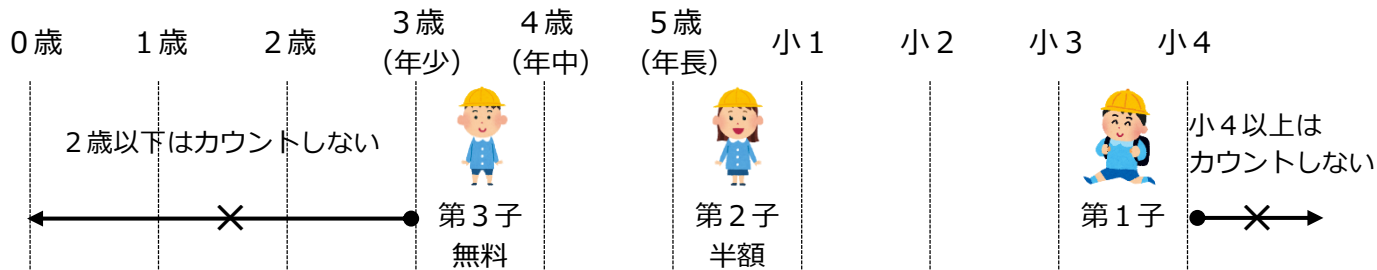 0歳
1歳
2歳
3歳
(年少)
4歳
(年中)
5歳
(年長)
小1
小2
小3
小4
2歳以下はカウントしない
小4以上は
カウントしない
第3子
無料
第2子
半額
第1子